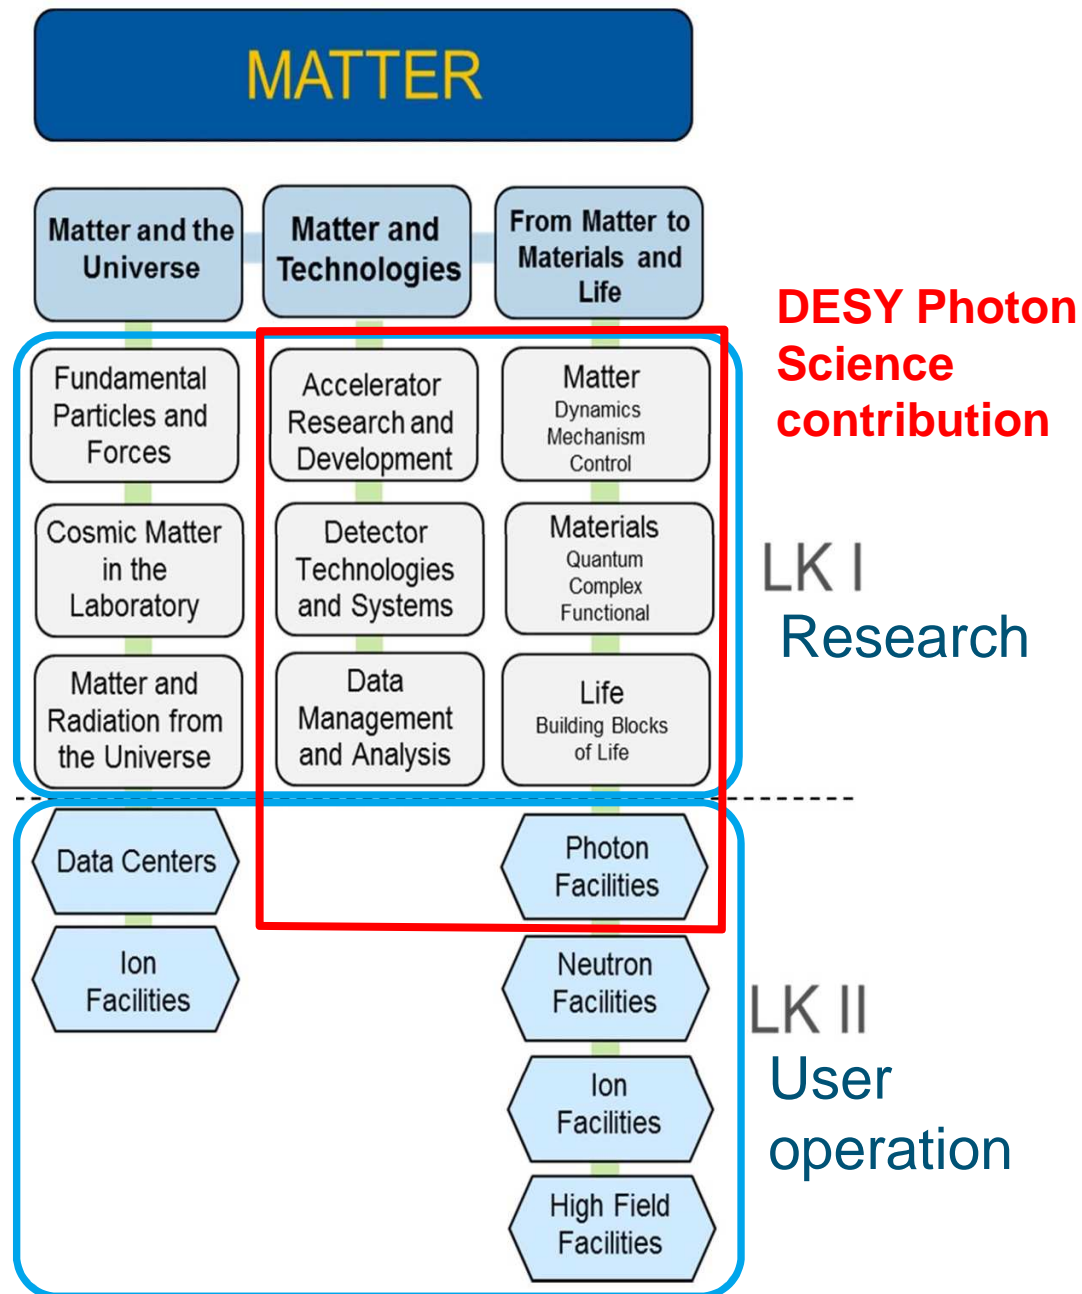 MATTER
Matter and the
Universe
Matter and
Technologies
From Matter to
Materials and
Life
DESY Photon
Science
contribution
Fundamental
Particles and
Forces
Accelerator
Research and
Development
Matter
Dynamics
Mechanism
Control
Cosmic Matter
in the
Laboratory
Detector
Technologies
and Systems
Materials
Quantum
Complex
Functional
LK I
Research
Matter and
Radiation from
the Universe
Data
Management
and Analysis
Life
Building Blocks
of Life
Data Centers
Photon
Facilities
Ion
Facilities
Neutron
Facilities
LK II
User
operation
Ion
Facilities
High Field
Facilities